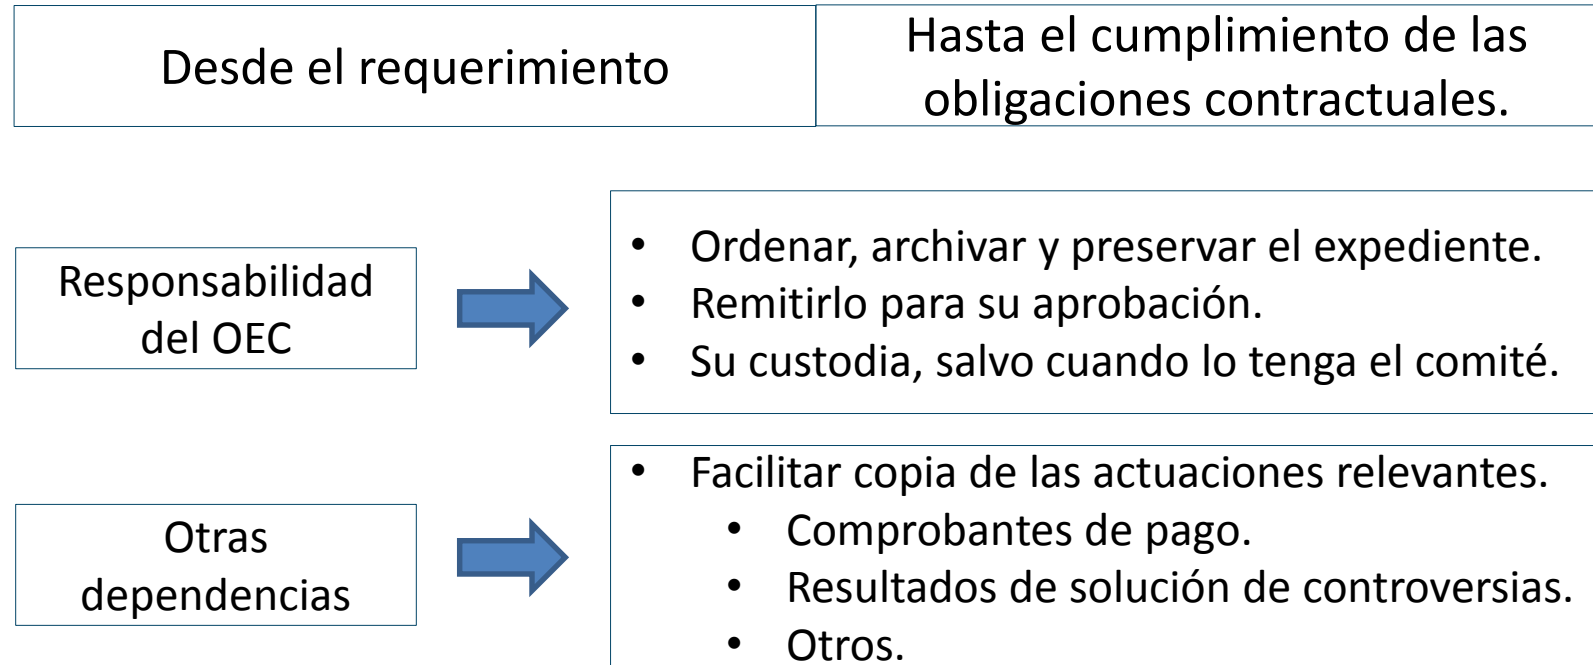 Desde el requerimiento
Hasta el cumplimiento de las
obligaciones contractuales.
Responsabilidad
del OEC
• Ordenar, archivar y preservar el expediente.
• Remitirlo para su aprobación.
• Su custodia, salvo cuando lo tenga el comité.
Otras
dependencias
• Facilitar copia de las actuaciones relevantes.
• Comprobantes de pago.
• Resultados de solución de controversias.
• Otros.